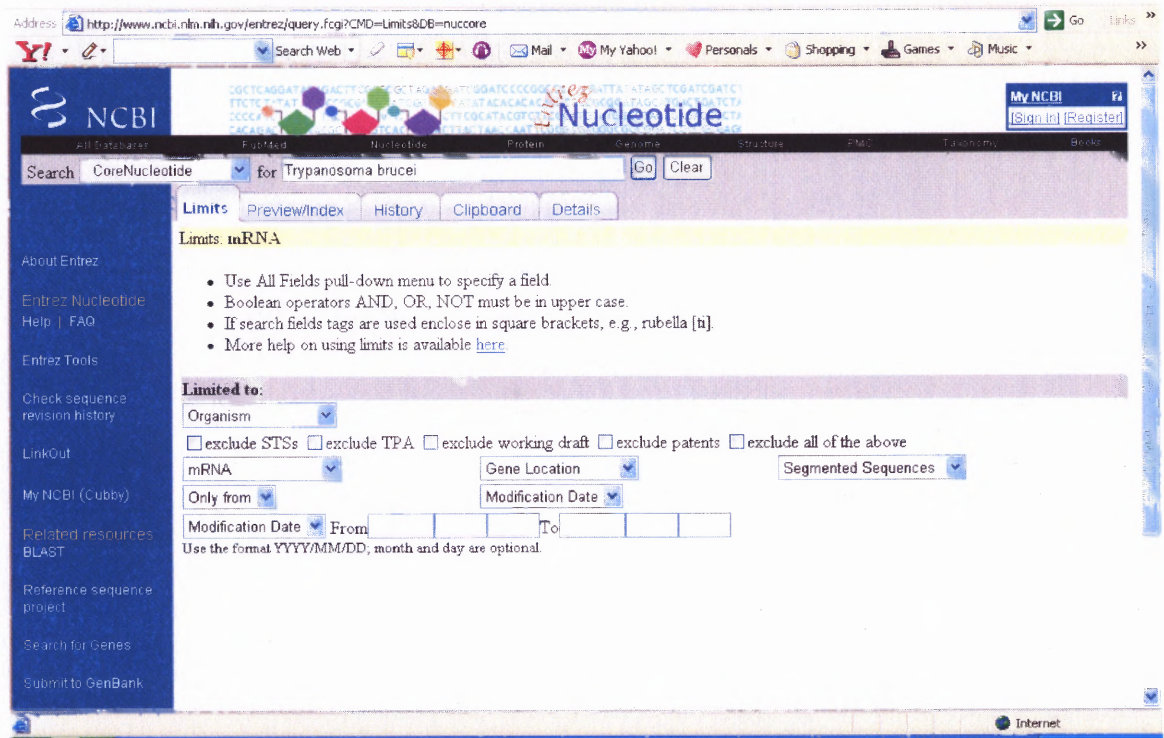 Address http://www.ncbi.nlm.nih.gov/entrez/query.fcgi?CMD=Limits&DB=nuccore Go Links »
Y! Search Web Mail My Yahoo! Personals Shopping Games Music »
NCBI Entrez Nucleotide My NCBI ?
[Sign In] [Register]
All Databases PubMed Nucleotide Protein Genome Structure PMC Taxonomy Books
Search CoreNucleotide for Trypanosoma brucei Go Clear
Limits Preview/Index History Clipboard Details
Limits: mRNA
About Entrez
Entrez Nucleotide
Help | FAQ
Entrez Tools
Check sequence
revision history
LinkOut
My NCBI (Cubby)
Related resources
BLAST
Reference sequence
project
Search for Genes
Submit to GenBank
• Use All Fields pull-down menu to specify a field.
• Boolean operators AND, OR, NOT must be in upper case.
• If search fields tags are used enclose in square brackets, e.g., rubella [ti].
• More help on using limits is available here.
Limited to:
Organism
exclude STSs exclude TPA exclude working draft exclude patents exclude all of the above
mRNA Gene Location Segmented Sequences
Only from Modification Date
Modification Date From To
Use the format YYYY/MM/DD; month and day are optional.
Internet